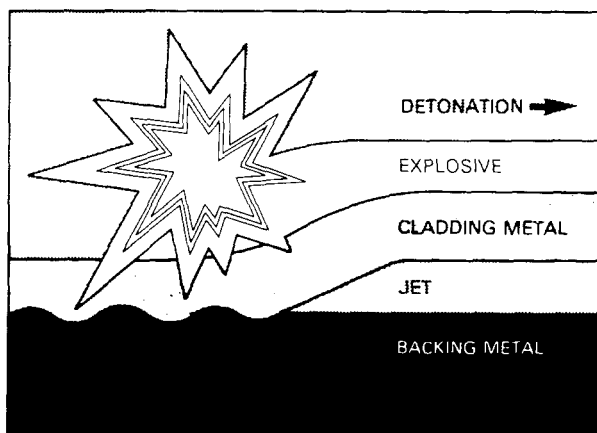 DETONATION
EXPLOSIVE
CLADDING METAL
JET
BACKING METAL